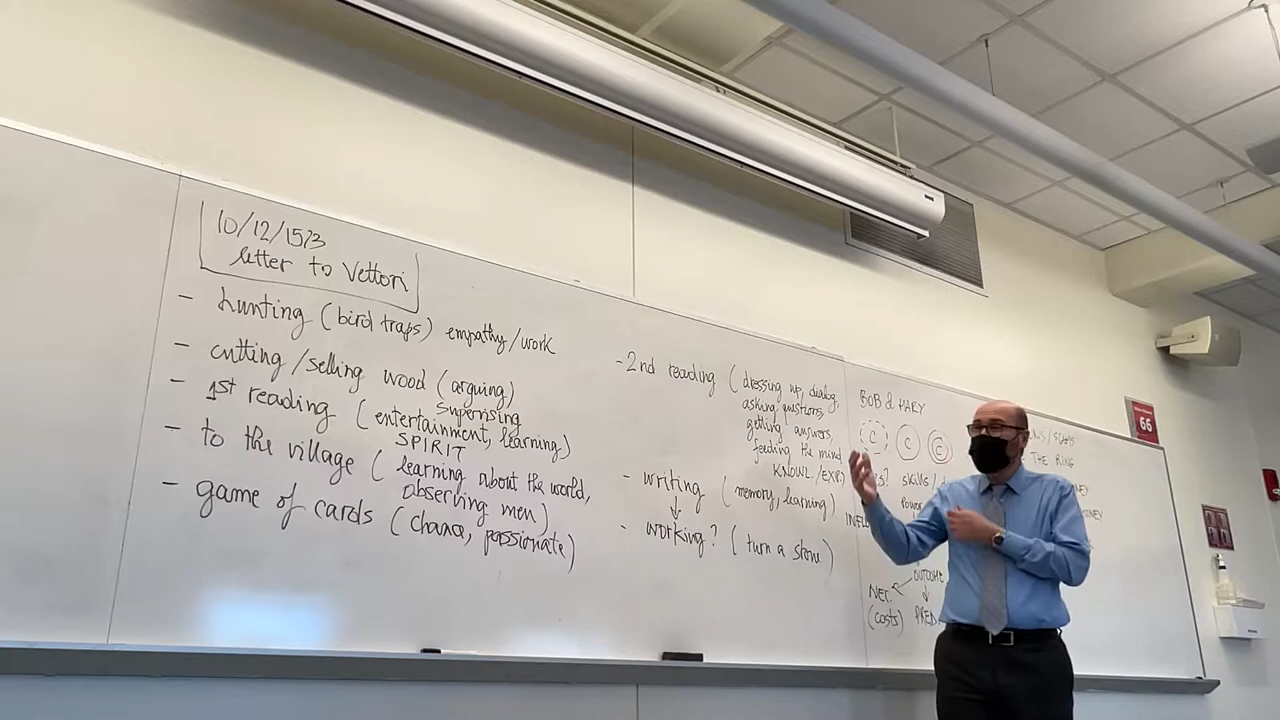 10/12/1513
letter to Vettori
- hunting (bird traps) empathy/work
- cutting/selling wood (arguing)
- 1st reading (entertainment, Supervising learning)
- to the village (SPIRIT learning about the world,
observing men)
- game of cards (chance, passionate)
- 2nd reading (dressing up, dialog,
asking questions,
getting answers,
feeding the mind
KNOWL./EXP.)
- writing (memory, learning)
↓
- working? (turn a stone)
BOB & MARY
C C C
skills/
Power
OUTCOME
NEC.
(costs) PRED
THE RING
66